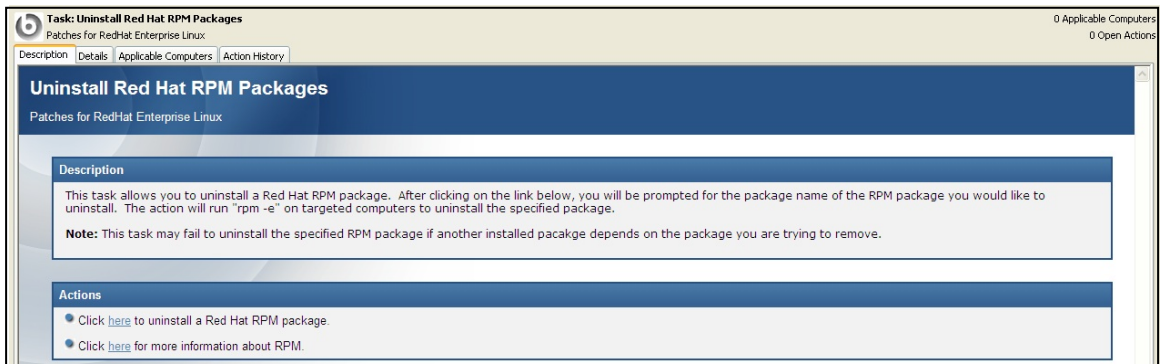 Task: Uninstall Red Hat RPM Packages
0 Applicable Computers
Patches for RedHat Enterprise Linux
0 Open Actions
Description Details Applicable Computers Action History
Uninstall Red Hat RPM Packages
Patches for RedHat Enterprise Linux
Description
This task allows you to uninstall a Red Hat RPM package. After clicking on the link below, you will be prompted for the package name of the RPM package you would like to
uninstall. The action will run "rpm -e" on targeted computers to uninstall the specified package.
Note: This task may fail to uninstall the specified RPM package if another installed pacakge depends on the package you are trying to remove.
Actions
Click here to uninstall a Red Hat RPM package.
Click here for more information about RPM.